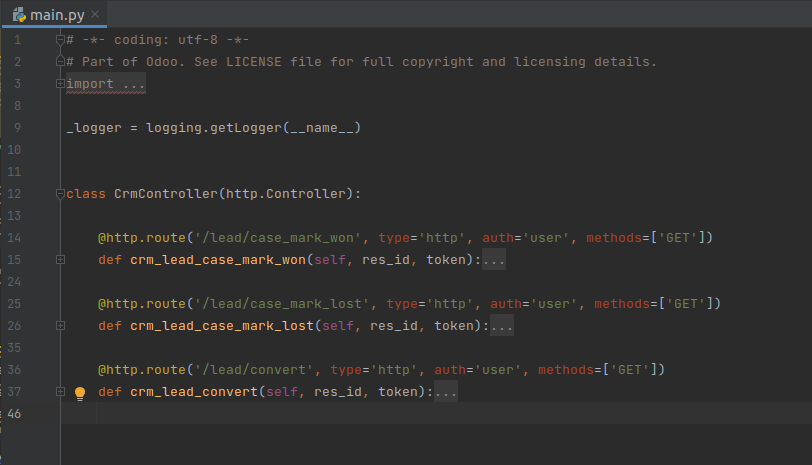 main.py
1 # -*- coding: utf-8 -*-
2 # Part of Odoo. See LICENSE file for full copyright and licensing details.
3 import ...
8
9 _logger = logging.getLogger(__name__)
10
11
12 class CrmController(http.Controller):
13
14 @http.route('/lead/case_mark_won', type='http', auth='user', methods=['GET'])
15 def crm_lead_case_mark_won(self, res_id, token):...
24
25 @http.route('/lead/case_mark_lost', type='http', auth='user', methods=['GET'])
26 def crm_lead_case_mark_lost(self, res_id, token):...
35
36 @http.route('/lead/convert', type='http', auth='user', methods=['GET'])
37 def crm_lead_convert(self, res_id, token):...
46